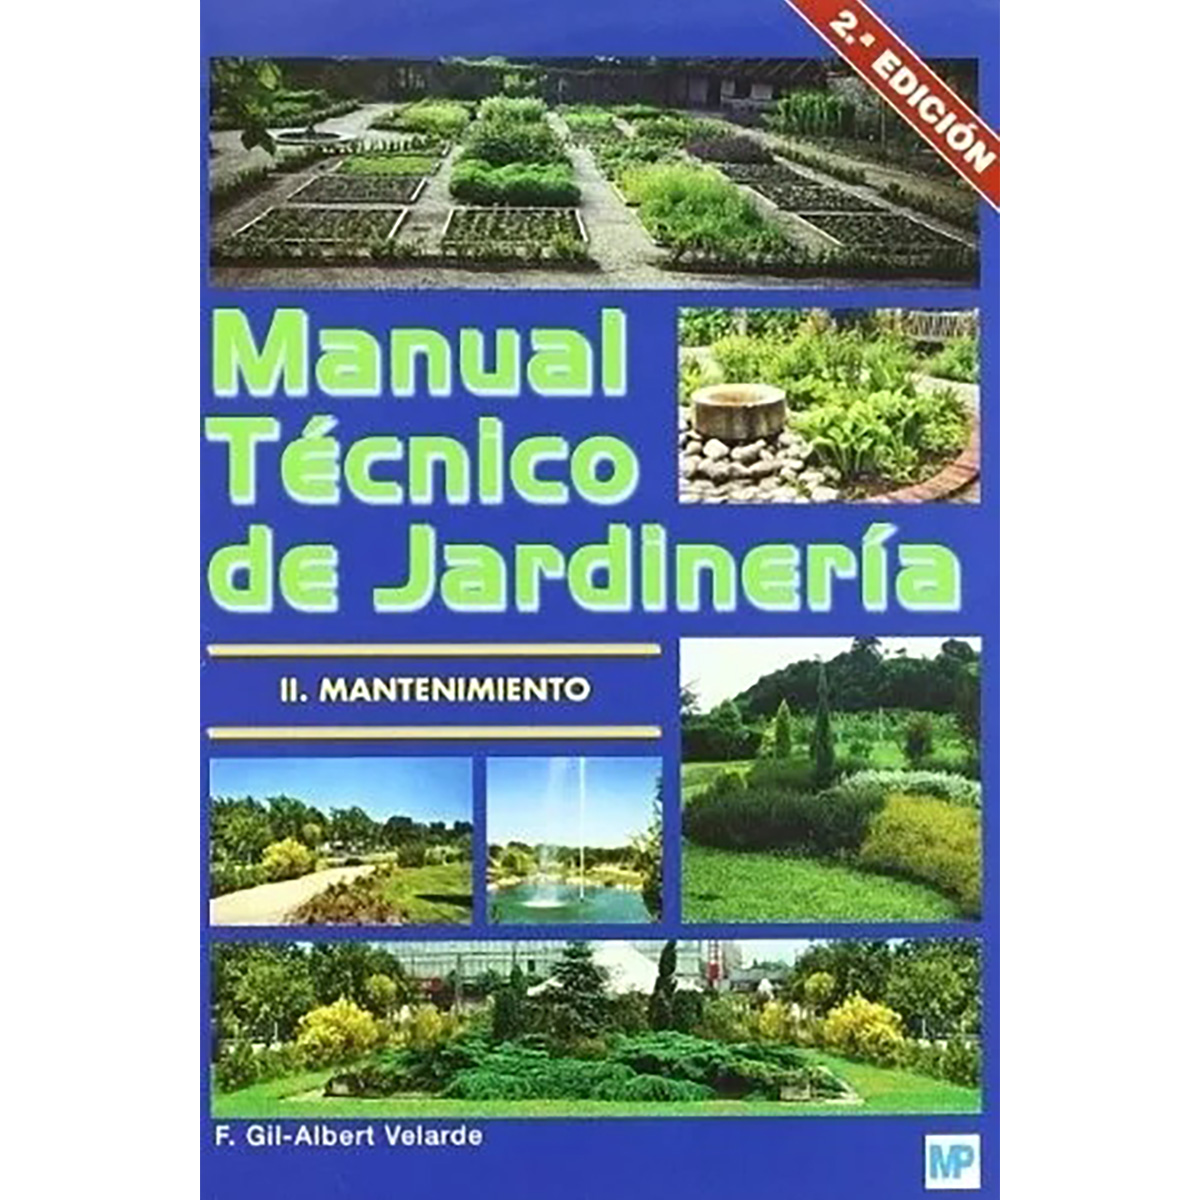 2.ª EDICIÓN
Manual
Técnico
de Jardinería
II. MANTENIMIENTO
F. Gil-Albert Velarde
MP